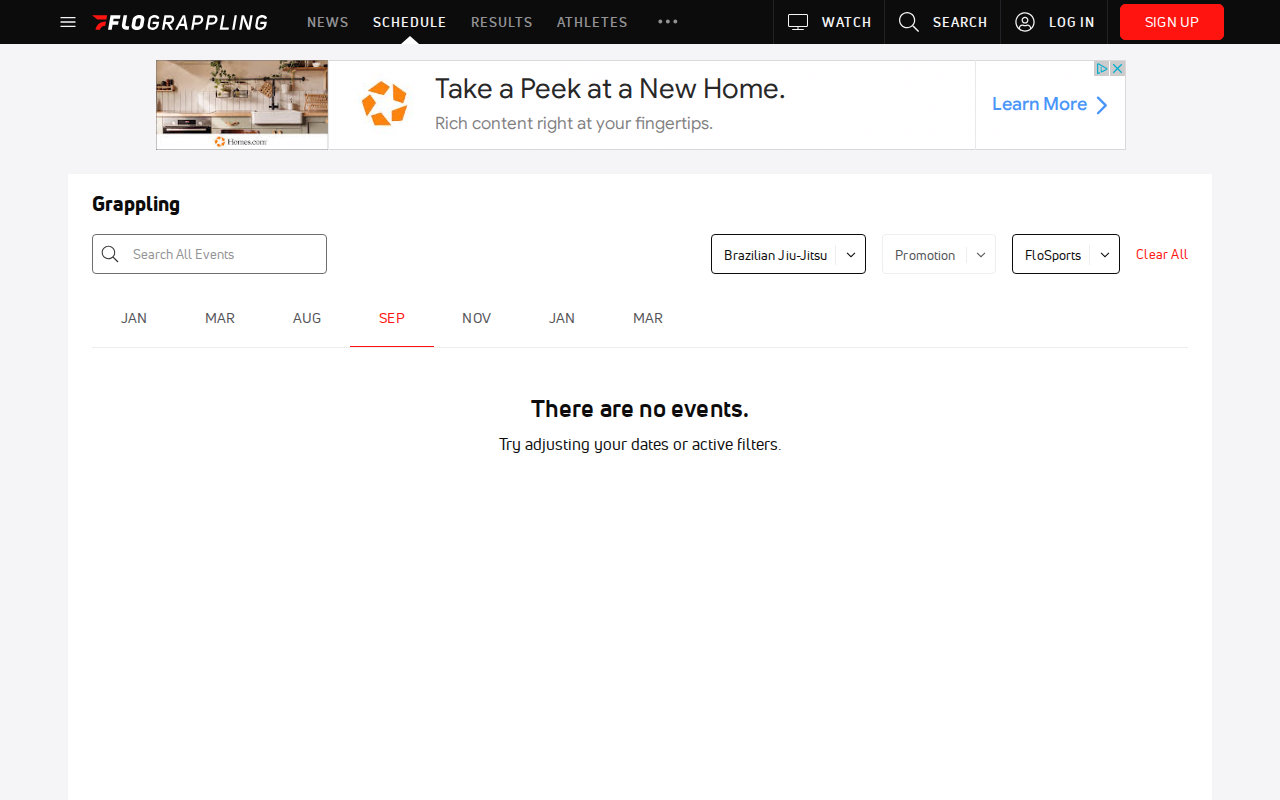 FLOGRAPPLING NEWS SCHEDULE RESULTS ATHLETES WATCH SEARCH LOG IN SIGN UP
Take a Peek at a New Home.
Rich content right at your fingertips.
Learn More
Homes.com
Grappling
Search All Events Brazilian Jiu-Jitsu Promotion FloSports Clear All
JAN MAR AUG SEP NOV JAN MAR
There are no events.
Try adjusting your dates or active filters.